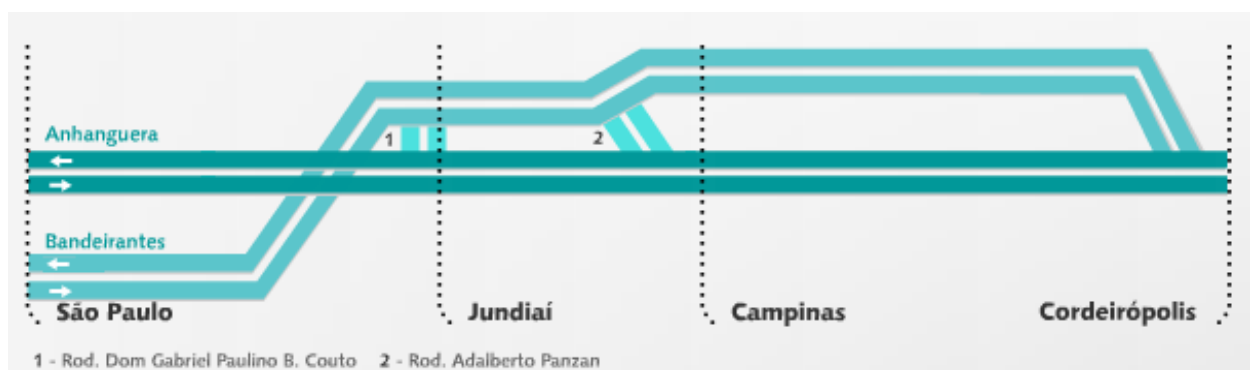 Anhanguera
1
2
Bandeirantes
São Paulo
Jundiaí
Campinas
Cordeirópolis
1 - Rod. Dom Gabriel Paulino B. Couto 2 - Rod. Adalberto Panzan